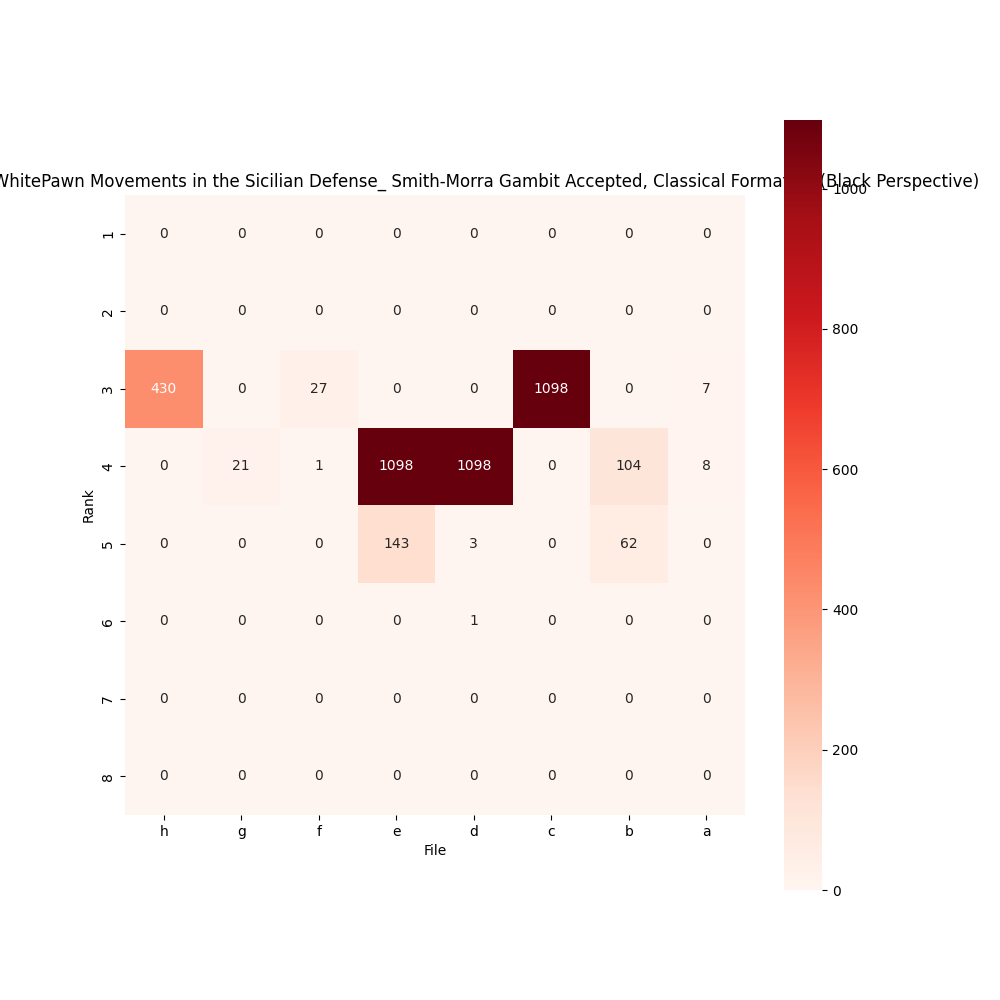 WhitePawn Movements in the Sicilian Defense_ Smith-Morra Gambit Accepted, Classical (Black Perspective)
1000
1 0 0 0 0 0 0 0 0
2 0 0 0 0 0 0 0 0
3 430 0 27 0 0 1098 0 7
800
4 0 21 1 1098 1098 0 104 8
Rank
600
5 0 0 0 143 3 0 62 0
6 0 0 0 0 1 0 0 0
400
7 0 0 0 0 0 0 0 0
200
8 0 0 0 0 0 0 0 0
h g f e d c b a
File
0